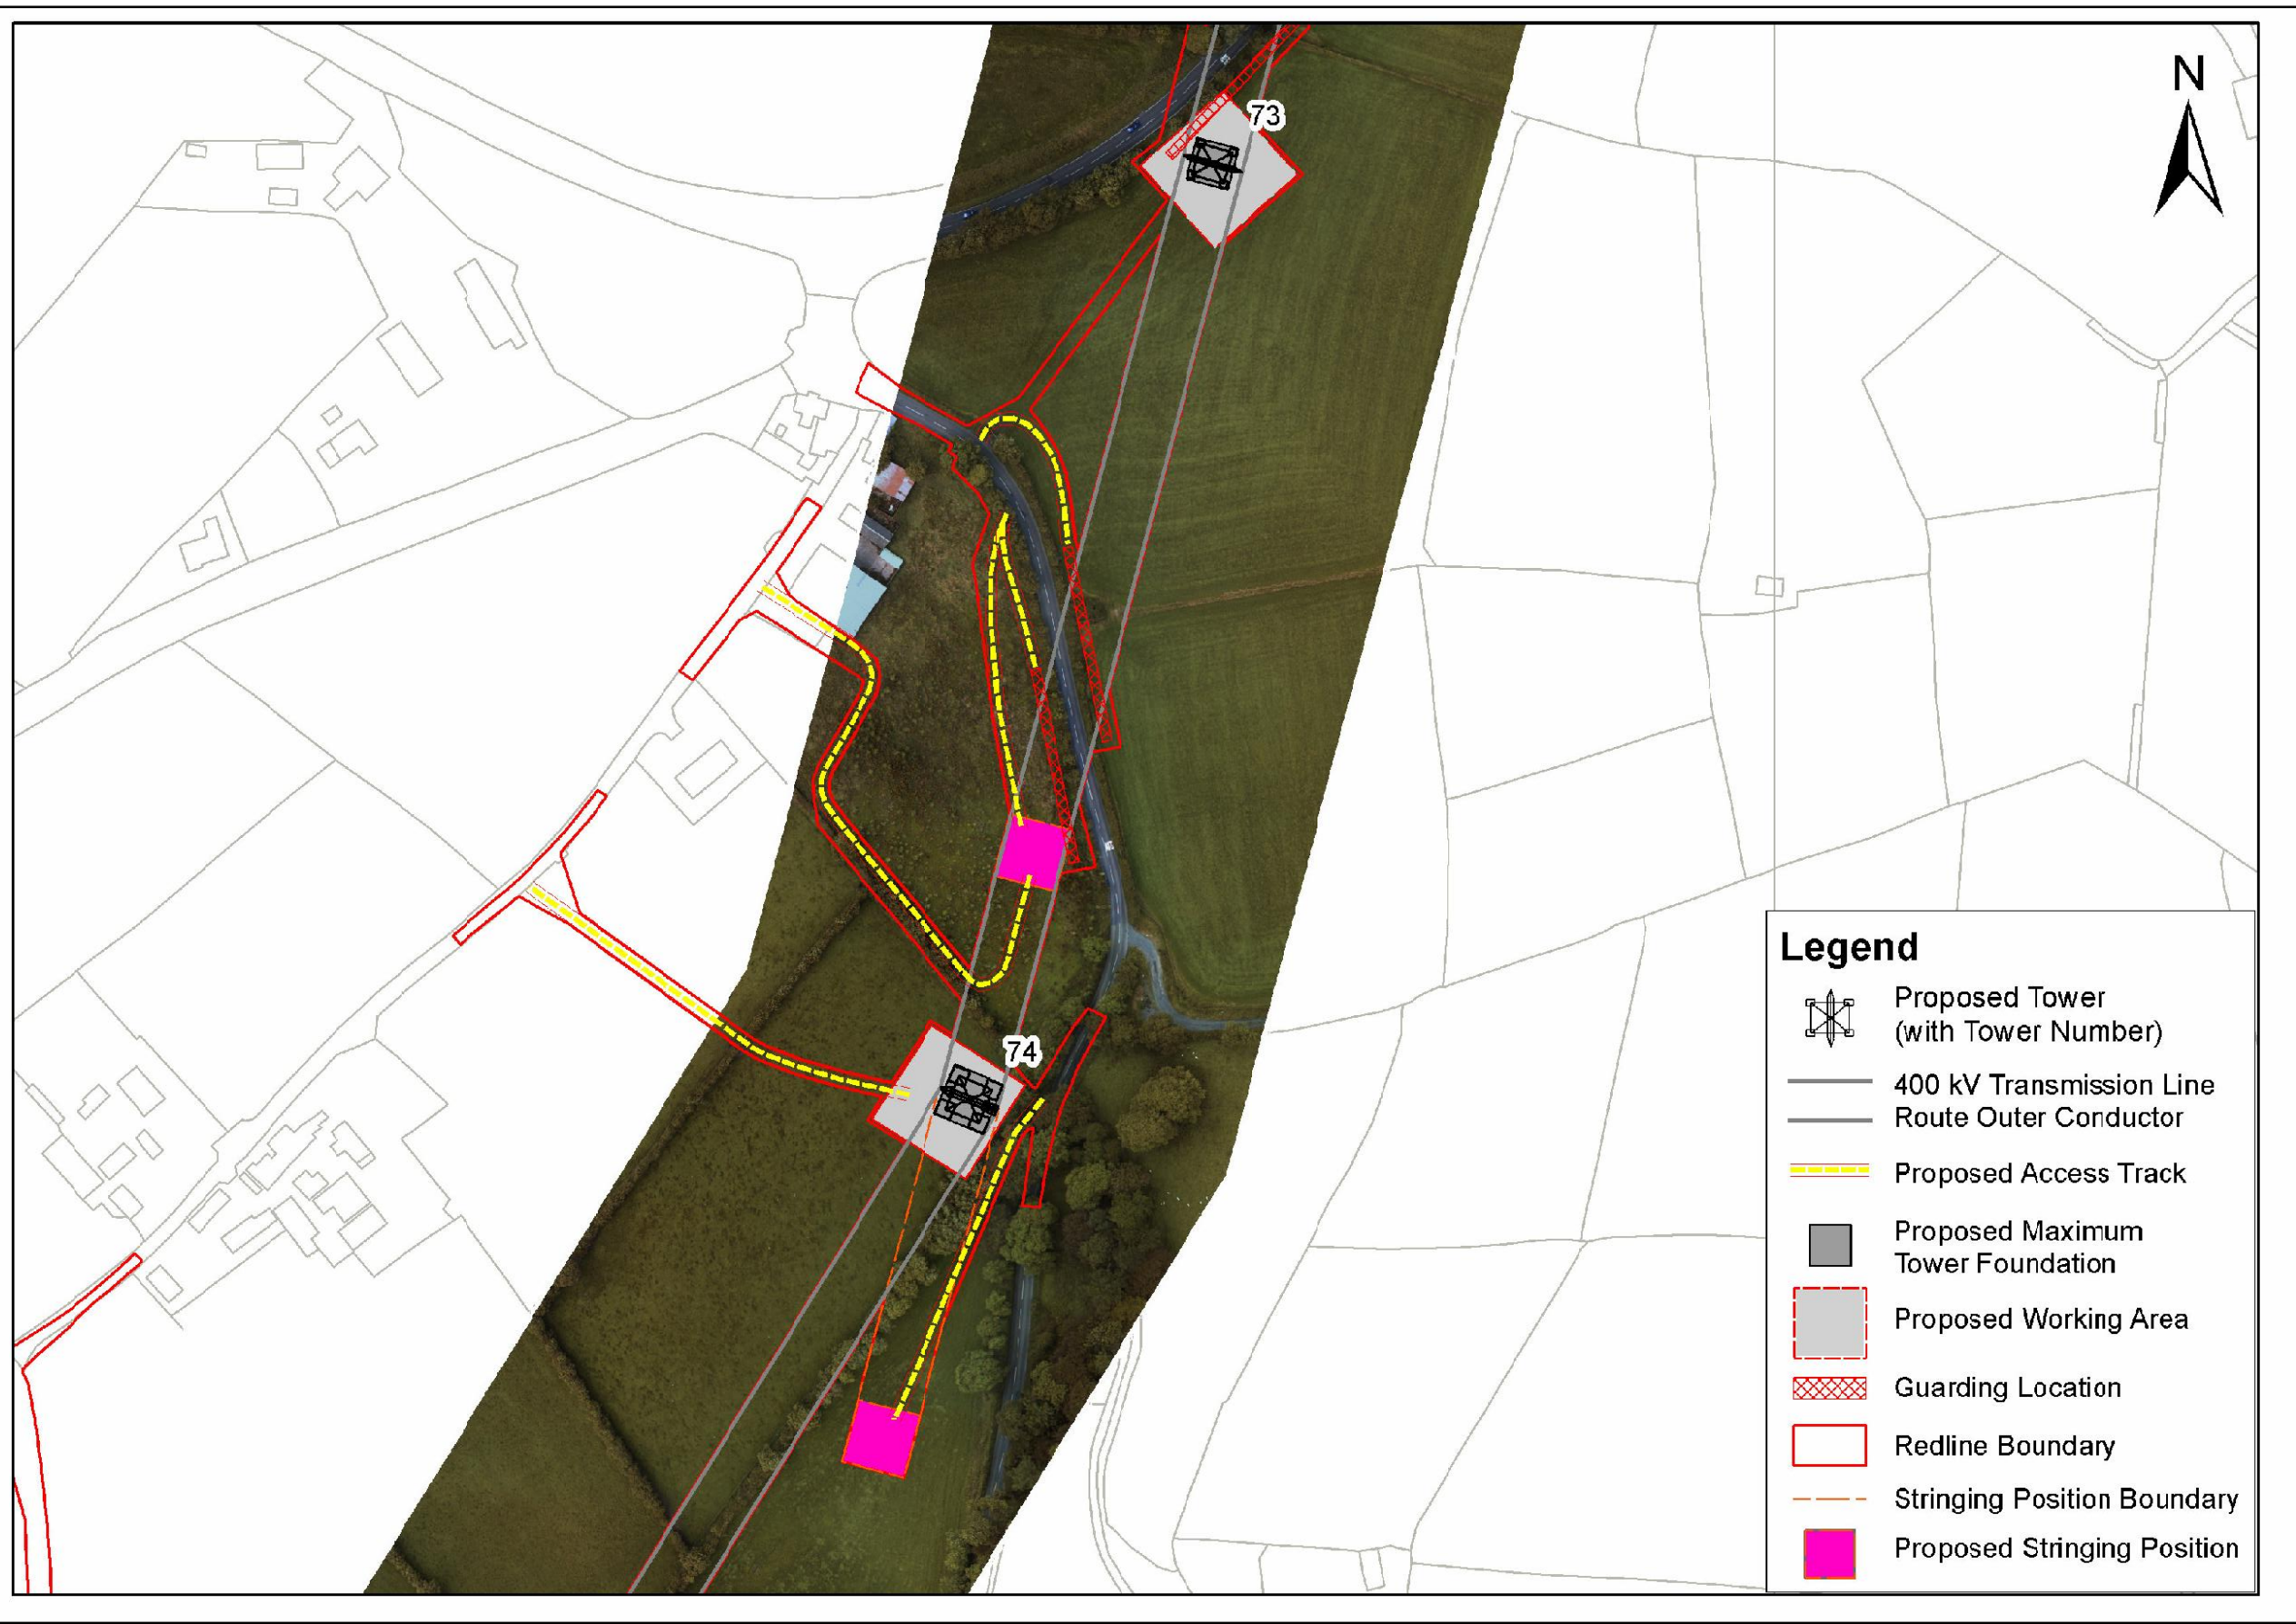 N
73
74
Legend
Proposed Tower
(with Tower Number)
400 kV Transmission Line
Route Outer Conductor
Proposed Access Track
Proposed Maximum
Tower Foundation
Proposed Working Area
Guarding Location
Redline Boundary
Stringing Position Boundary
Proposed Stringing Position